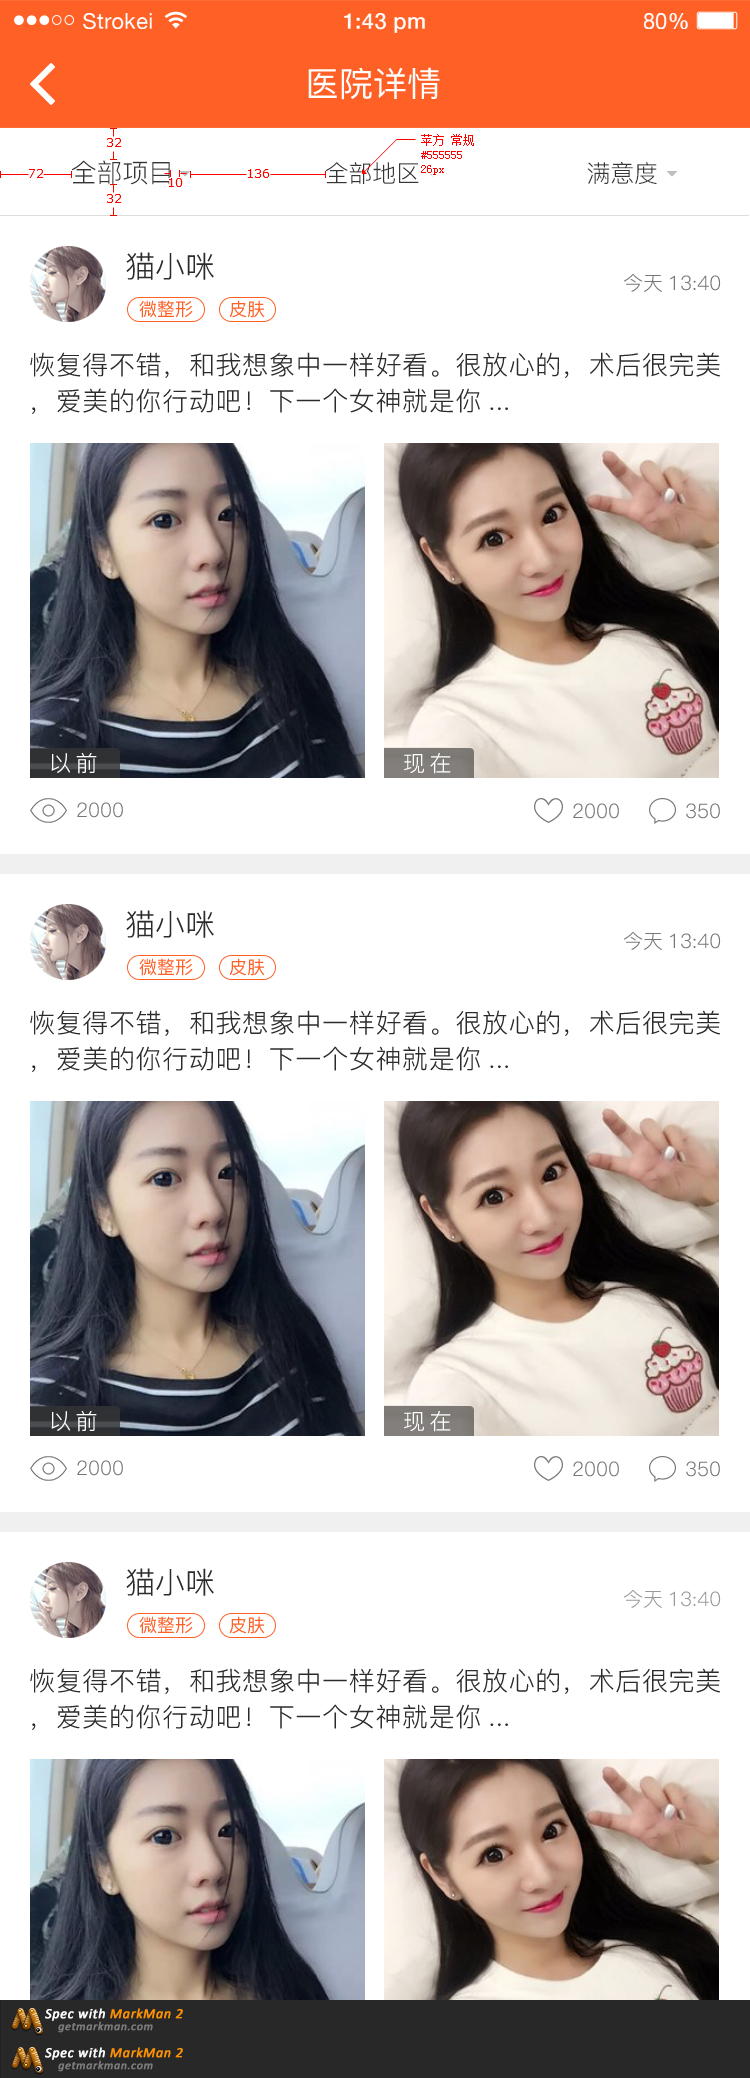 Strokei
1:43 pm
80%
医院详情
32
苹方 常规
#555555
26px
72
全部项目
10
136
全部地区
满意度
32
猫小咪
今天 13:40
微整形
皮肤
恢复得不错，和我想象中一样好看。很放心的，术后很完美
，爱美的你行动吧！下一个女神就是你 ...
以前
现在
2000
2000
350
猫小咪
今天 13:40
微整形
皮肤
恢复得不错，和我想象中一样好看。很放心的，术后很完美
，爱美的你行动吧！下一个女神就是你 ...
以前
现在
2000
2000
350
猫小咪
今天 13:40
微整形
皮肤
恢复得不错，和我想象中一样好看。很放心的，术后很完美
，爱美的你行动吧！下一个女神就是你 ...
Spec with MarkMan 2
getmarkman.com
Spec with MarkMan 2
getmarkman.com